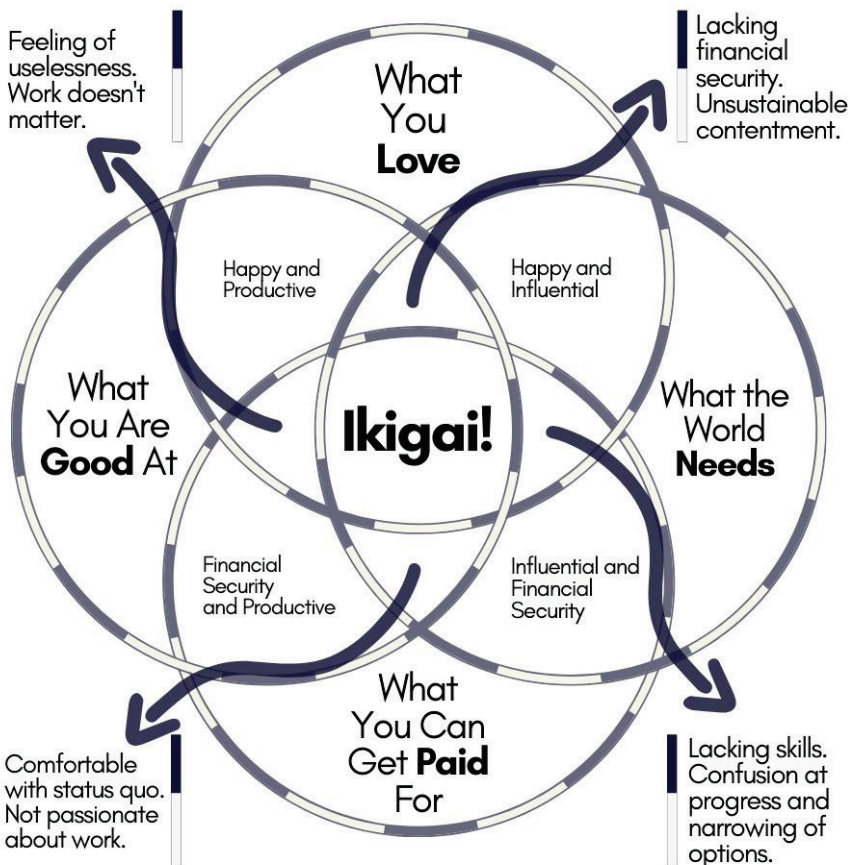 Feeling of
uselessness.
Work doesn't
matter.
What
You
Love
Lacking
financial
security.
Unsustainable
contentment.
Happy and
Productive
Happy and
Influential
What
You Are
Good At
Ikigai!
What the
World
Needs
Financial
Security
and Productive
Influential and
Financial
Security
What
You Can
Get Paid
For
Comfortable
with status quo.
Not passionate
about work.
Lacking skills.
Confusion at
progress and
narrowing of
options.